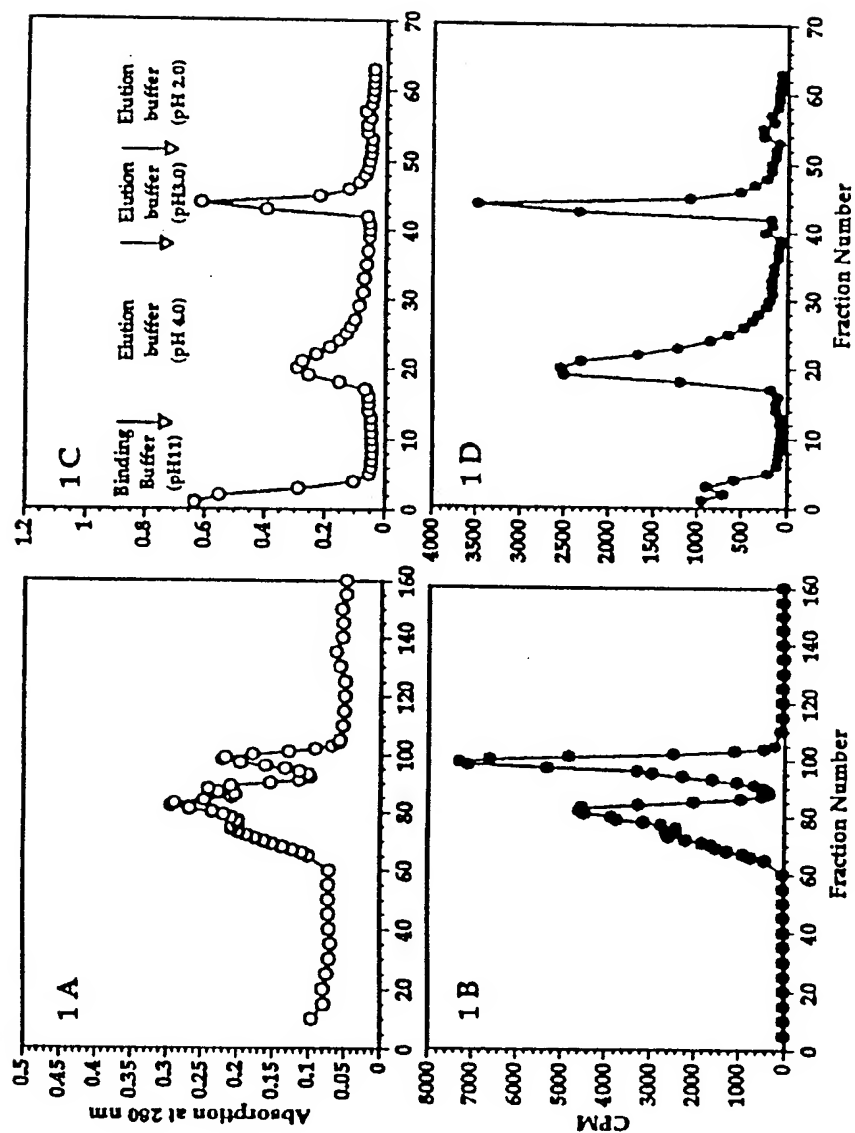 1A
Absorption at 280 nm
0.5
0.45
0.4
0.35
0.3
0.25
0.2
0.15
0.1
0.05
0
0 20 40 60 80 100 120 140 160
1C
Binding Buffer (pH11)
Elution buffer (pH 4.0)
Elution buffer (pH3.0)
Elution buffer (pH 2.0)
1.2
1
0.8
0.6
0.4
0.2
0
0 10 20 30 40 50 60 70
1B
CPM
8000
7000
6000
5000
4000
3000
2000
1000
0
0 20 40 60 80 100 120 140 160
Fraction Number
1D
4000
3500
3000
2500
2000
1500
1000
500
0
0 10 20 30 40 50 60 70
Fraction Number